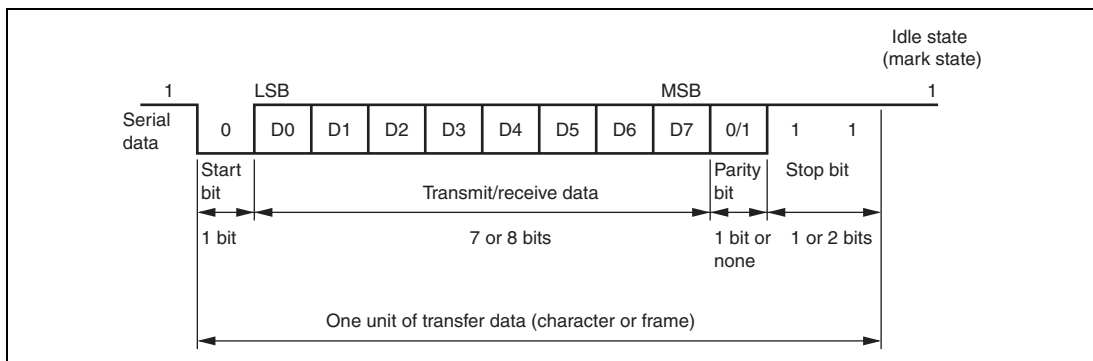 Idle state
(mark state)
1 LSB MSB 1
Serial
data
0 D0 D1 D2 D3 D4 D5 D6 D7 0/1 1 1
Start
bit
Transmit/receive data
Parity
bit
Stop bit
1 bit
7 or 8 bits
1 bit or
none
1 or 2 bits
One unit of transfer data (character or frame)